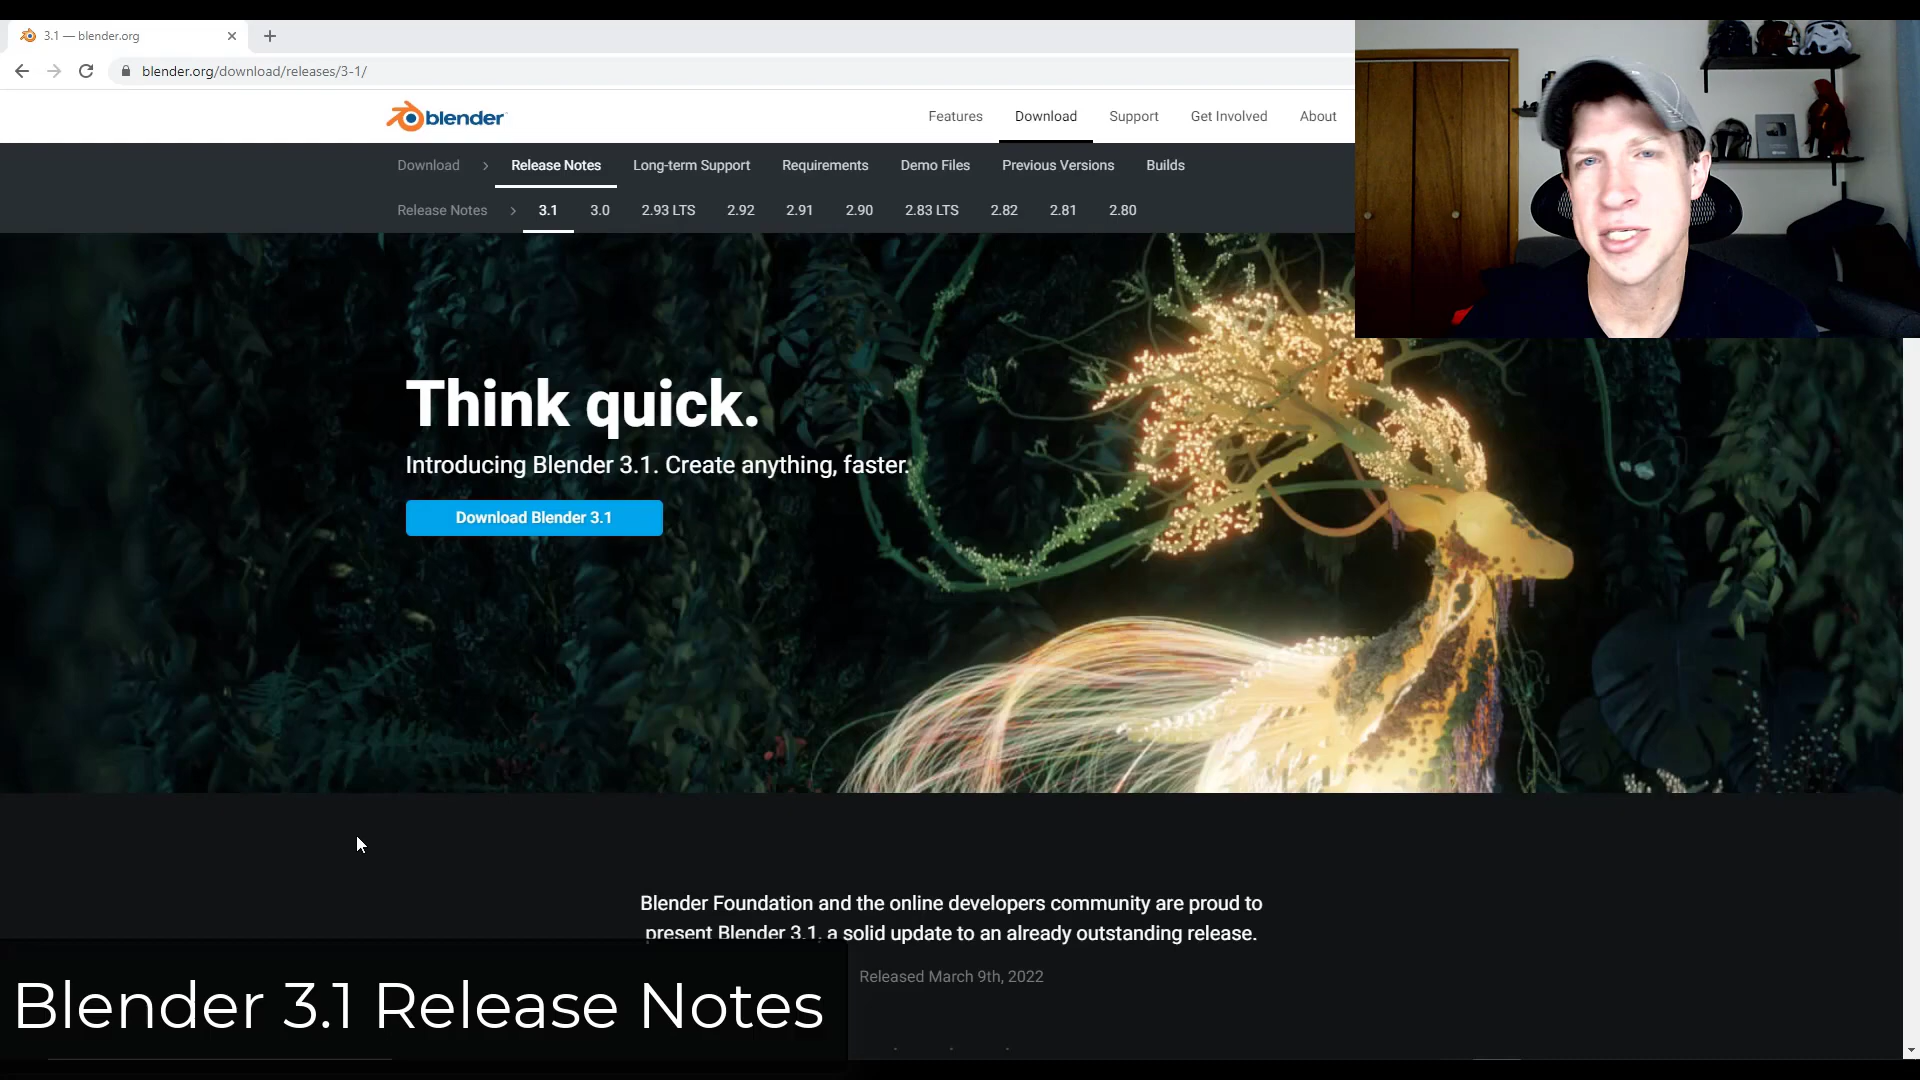 3.1 — blender.org
blender.org/download/releases/3-1/
blender
Features Download Support Get Involved About
Download > Release Notes Long-term Support Requirements Demo Files Previous Versions Builds
Release Notes > 3.1 3.0 2.93 LTS 2.92 2.91 2.90 2.83 LTS 2.82 2.81 2.80
Think quick.
Introducing Blender 3.1. Create anything, faster.
Download Blender 3.1
Blender Foundation and the online developers community are proud to
present Blender 3.1, a solid update to an already outstanding release.
Released March 9th, 2022
Blender 3.1 Release Notes